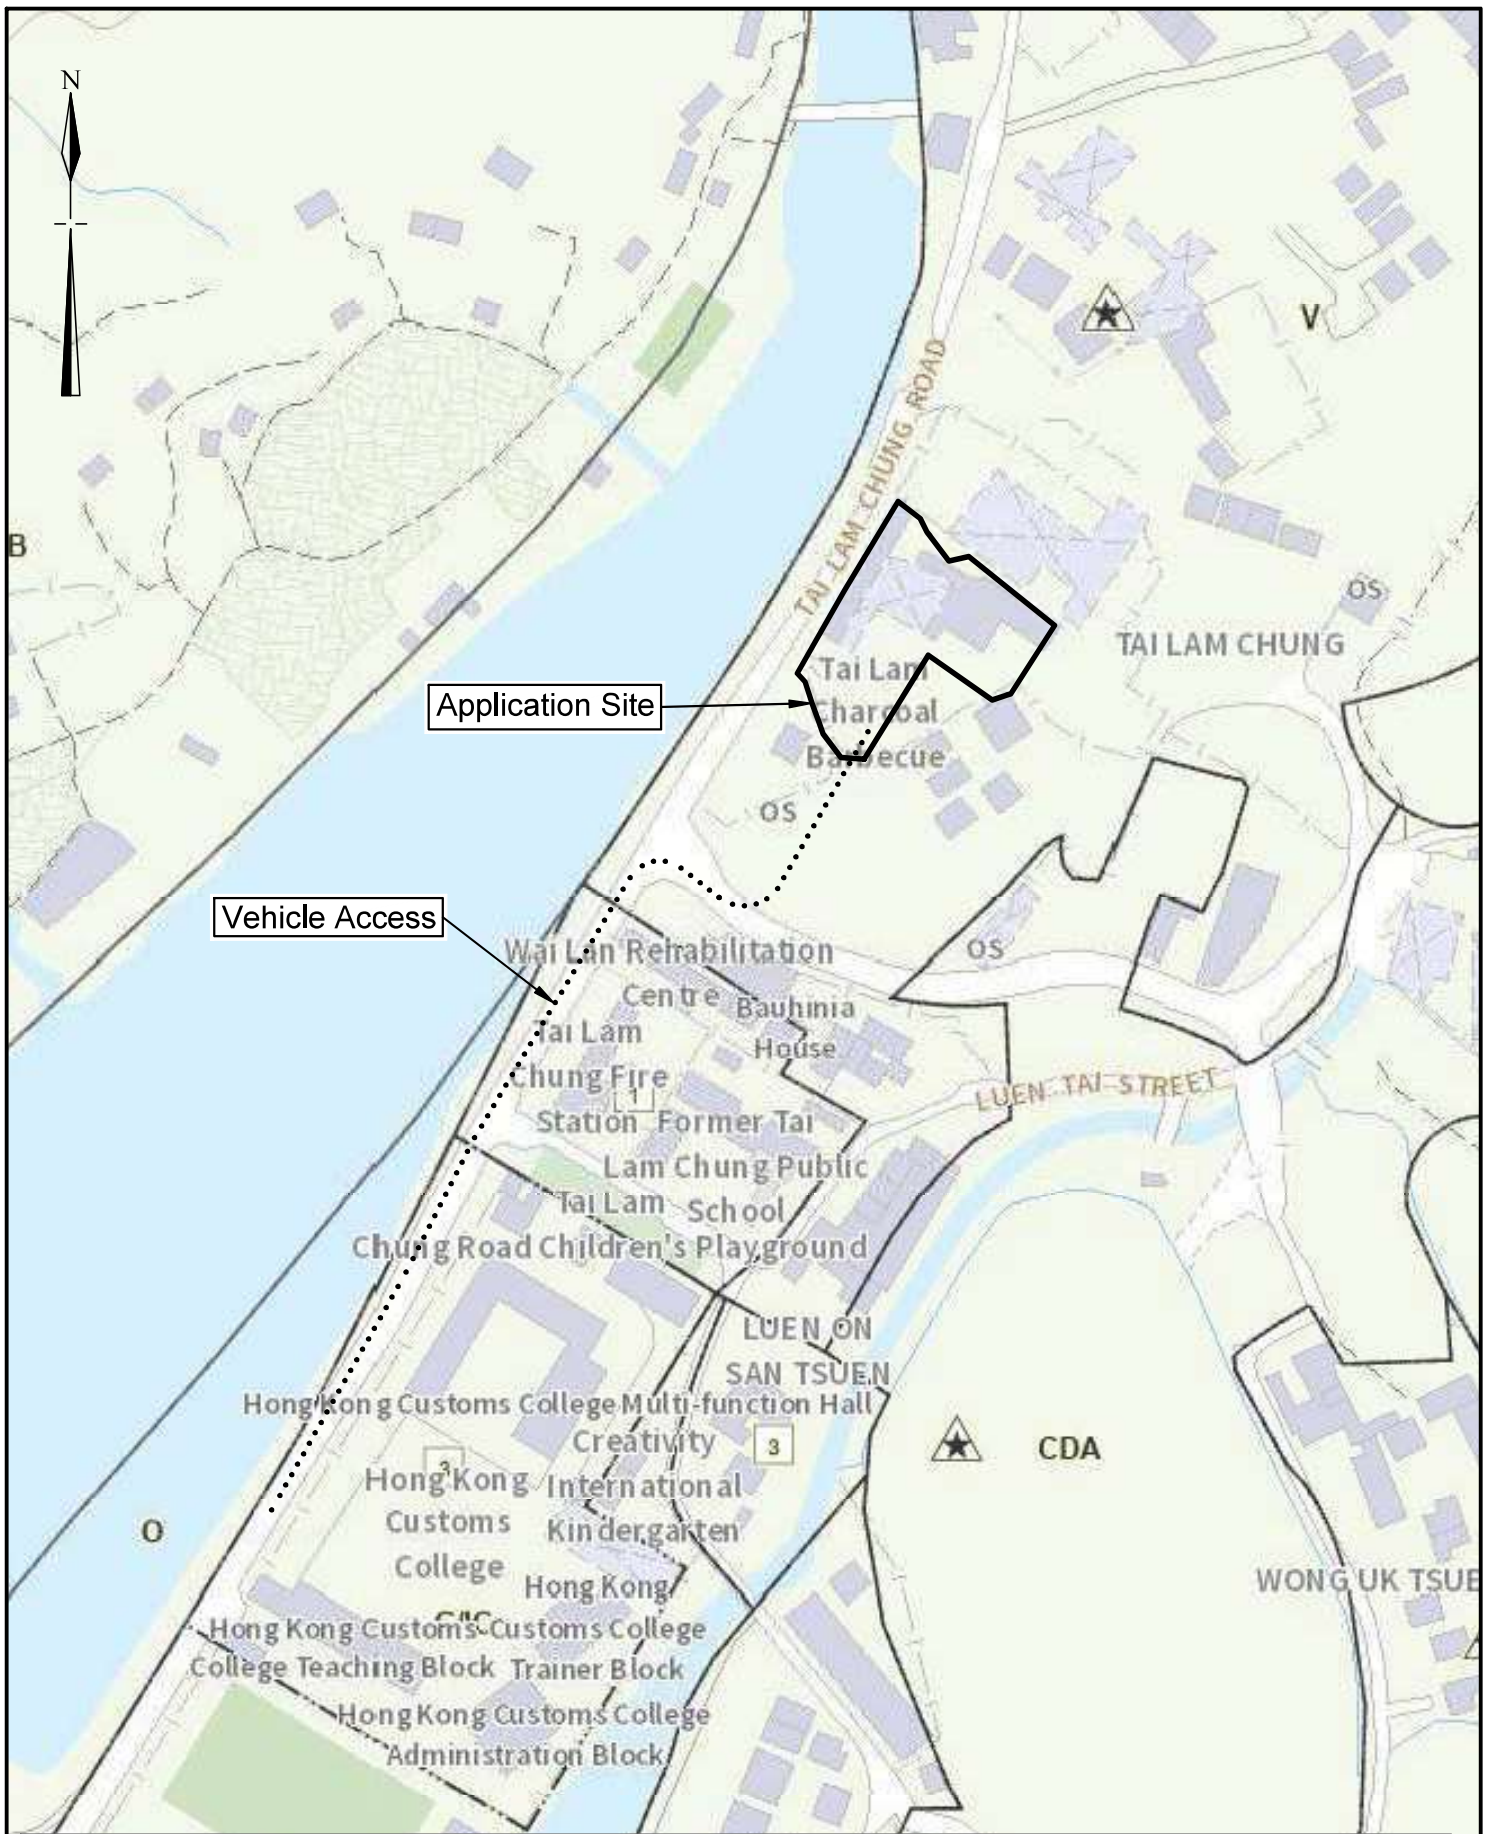 N
V
TAI LAM CHUNG ROAD
B
OS
TAI LAM CHUNG
Tai Lam
Charcoal
Barbecue
Application Site
OS
Vehicle Access
Wai Lan Rehabilitation
Centre
OS
Bauhinia
House
Tai Lam
Chung Fire
Station
1
LUEN TAI STREET
Former Tai
Lam Chung Public
School
Tai Lam
Chung Road Children's Playground
LUEN ON
SAN TSUEN
Hong Kong Customs College Multi-function Hall
Creativity
International
Kindergarten
3
CDA
3
Hong Kong
Customs
College
O
WONG UK TSUE
G/IC
Hong Kong
Customs College
Trainer Block
Hong Kong Customs
College Teaching Block
Hong Kong Customs College
Administration Block